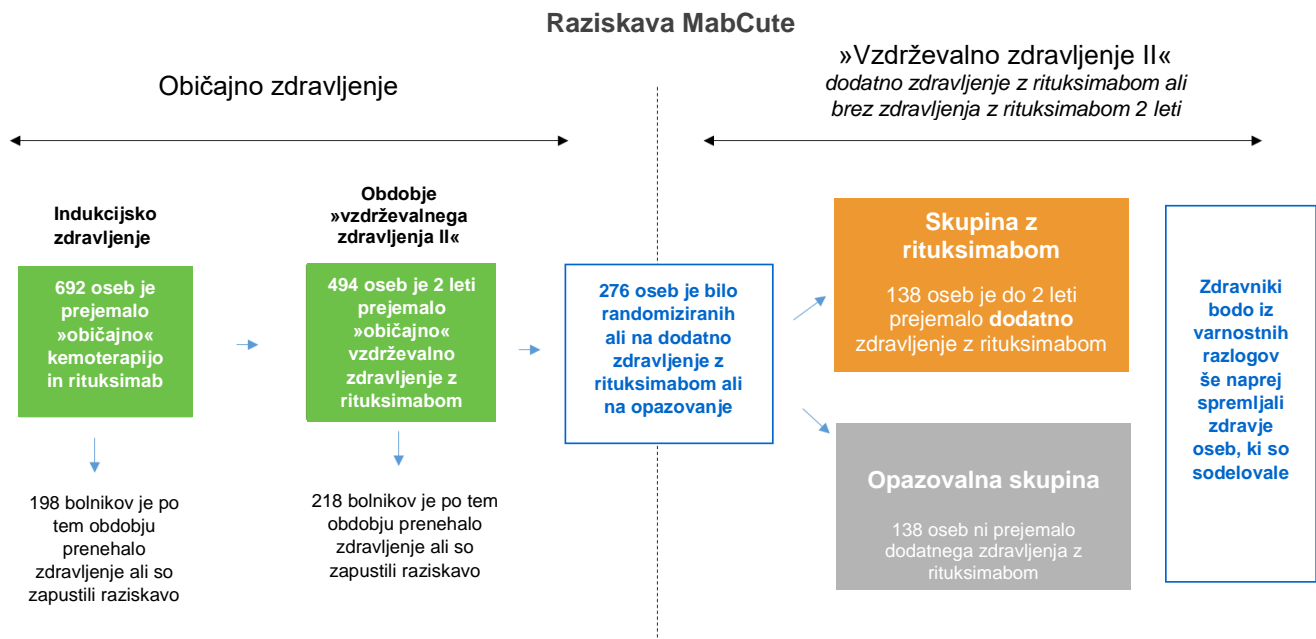 Raziskava MabCute
Običajno zdravljenje
»Vzdrževalno zdravljenje II«
dodatno zdravljenje z rituksimabom ali
brez zdravljenja z rituksimabom 2 leti
Indukcijsko
zdravljenje
692 oseb je
prejemalo
»običajno«
kemoterapijo
in rituksimab
198 bolnikov je po
tem obdobju
prenehalo
zdravljenje ali so
zapustili raziskavo
Obdobje
»vzdrževalnega
zdravljenja II«
494 oseb je 2 leti
prejemalo
»običajno«
vzdrževalno
zdravljenje z
rituksimabom
218 bolnikov je po tem
obdobju prenehalo
zdravljenje ali so
zapustili raziskavo
276 oseb je bilo
randomiziranih
ali na dodatno
zdravljenje z
rituksimabom ali
na opazovanje
Skupina z
rituksimabom
138 oseb je do 2 leti
prejemalo dodatno
zdravljenje z rituksimabom
Opazovalna skupina
138 oseb ni prejemalo
dodatnega zdravljenja z
rituksimabom
Zdravniki
bodo iz
varnostnih
razlogov
še naprej
spremljali
zdravje
oseb, ki so
sodelovale